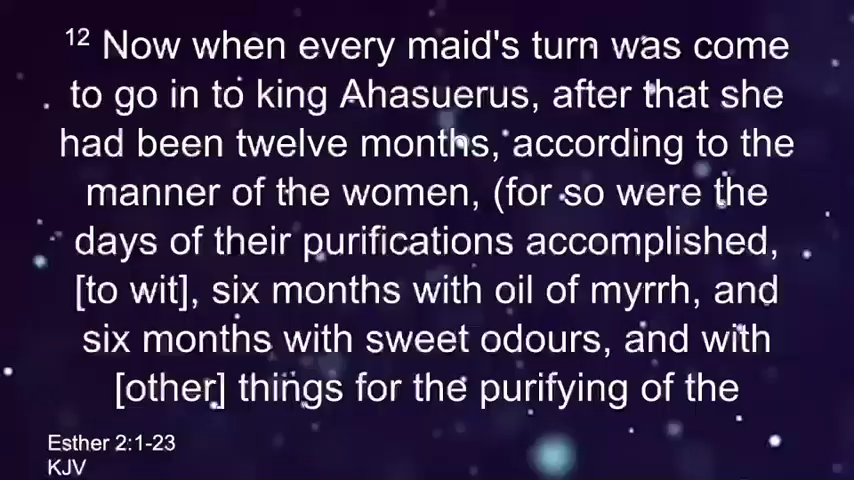 12 Now when every maid's turn was come
to go in to king Ahasuerus, after that she
had been twelve months, according to the
manner of the women, (for so were the
days of their purifications accomplished,
[to wit], six months with oil of myrrh, and
six months with sweet odours, and with
[other] things for the purifying of the
Esther 2:1-23
KJV